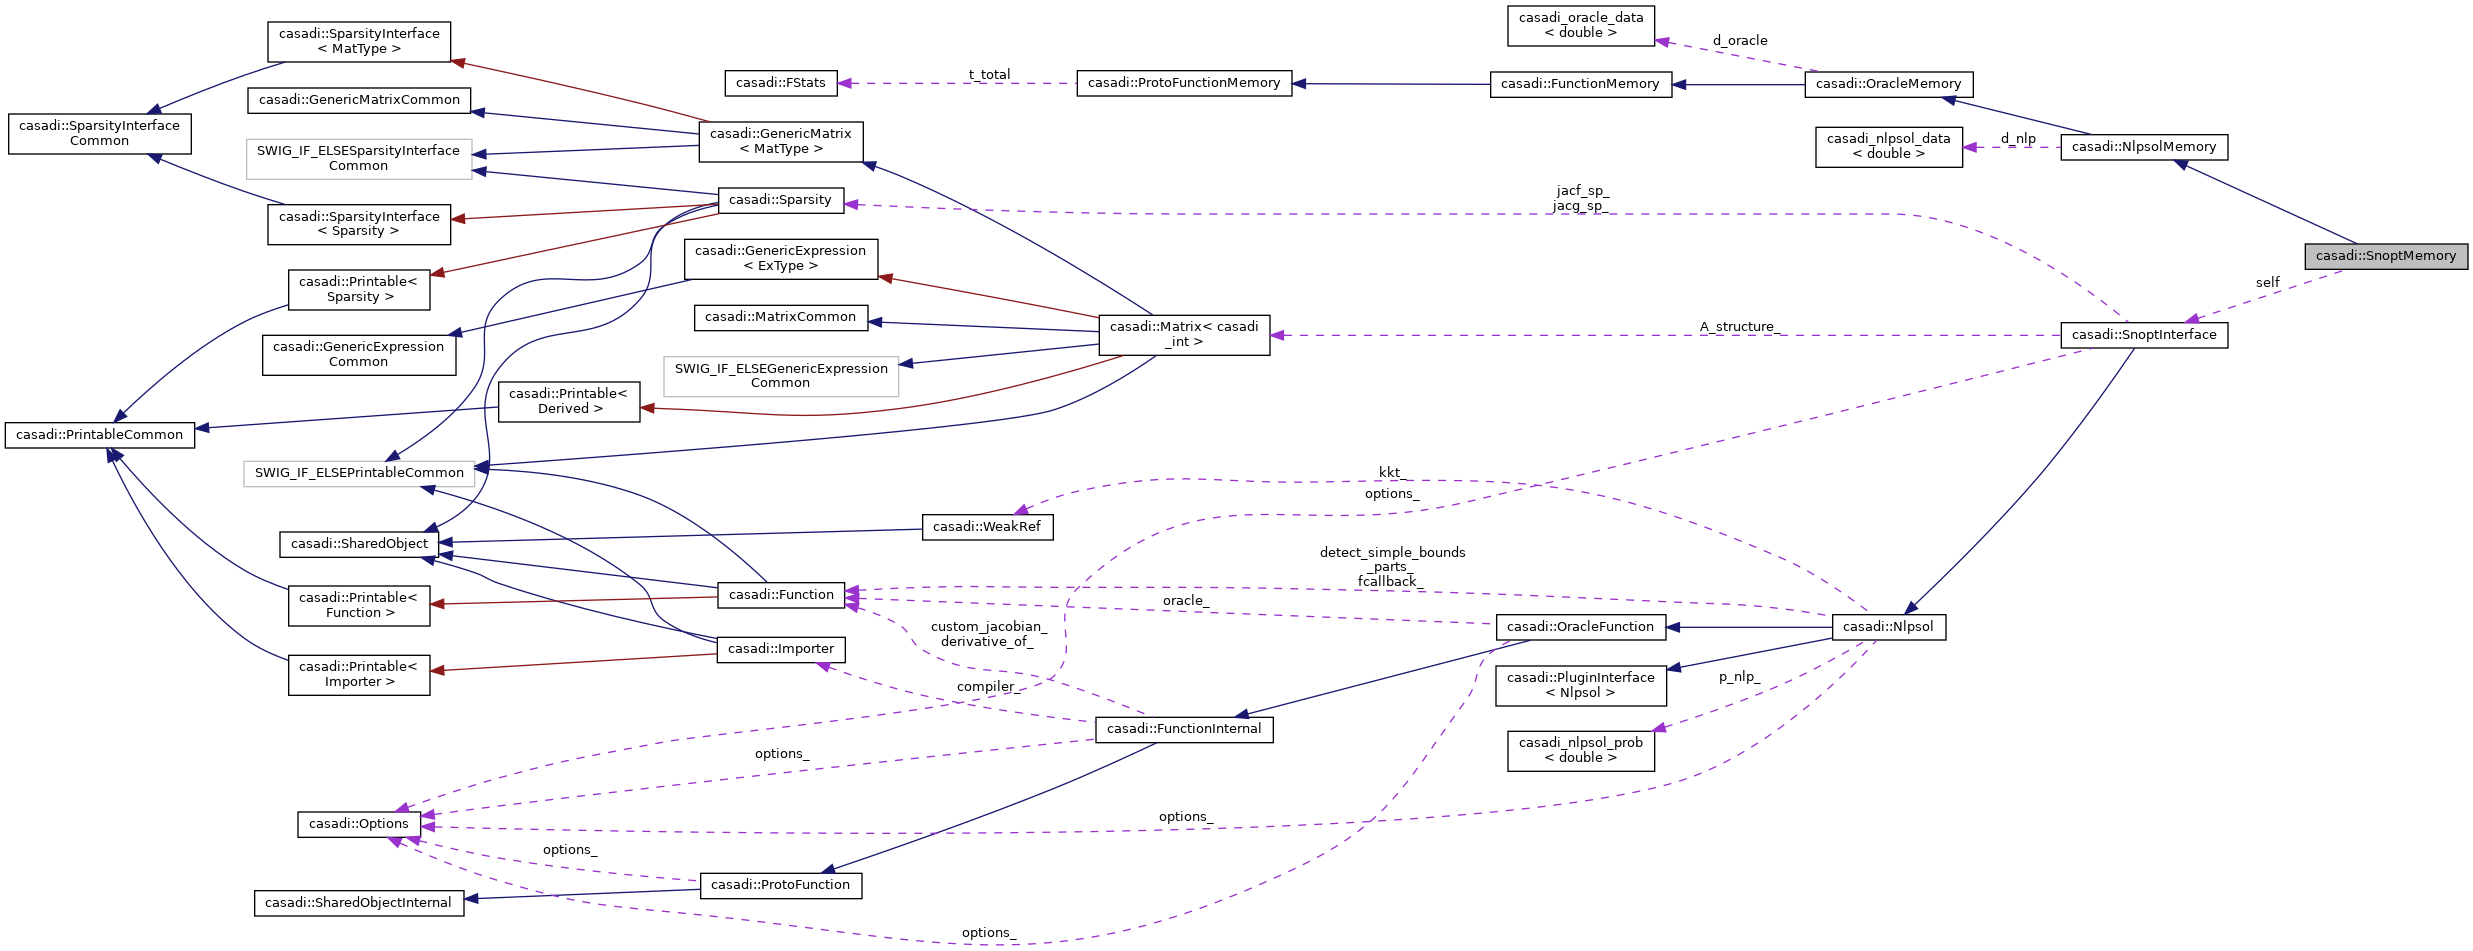 casadi::SparsityInterface
< MatType >
casadi::GenericMatrixCommon
casadi::SparsityInterface
Common
SWIG_IF_ELSESparsityInterface
Common
casadi::SparsityInterface
< Sparsity >
casadi::Printable<
Sparsity >
casadi::GenericExpression
Common
casadi::Printable<
Derived >
casadi::PrintableCommon
SWIG_IF_ELSEPrintableCommon
casadi::SharedObject
casadi::Printable<
Function >
casadi::Printable<
Importer >
casadi::Options
casadi::SharedObjectInternal
casadi::FStats
t_total
casadi::ProtoFunctionMemory
casadi::GenericMatrix
< MatType >
casadi::Sparsity
casadi::GenericExpression
< ExType >
casadi::MatrixCommon
SWIG_IF_ELSEGenericExpression
Common
casadi::Matrix< casadi
_int >
casadi::WeakRef
casadi::Function
casadi::Importer
custom_jacobian_
derivative_of_
compiler_
casadi::FunctionInternal
options_
options_
casadi::ProtoFunction
options_
options_
casadi_oracle_data
< double >
d_oracle
casadi::FunctionMemory
casadi::OracleMemory
casadi_nlpsol_data
< double >
d_nlp
casadi::NlpsolMemory
jacf_sp_
jacg_sp_
casadi::SnoptMemory
self
A_structure_
casadi::SnoptInterface
kkt_
options_
detect_simple_bounds
_parts_
fcallback_
oracle_
casadi::OracleFunction
casadi::Nlpsol
casadi::PluginInterface
< Nlpsol >
p_nlp_
casadi_nlpsol_prob
< double >